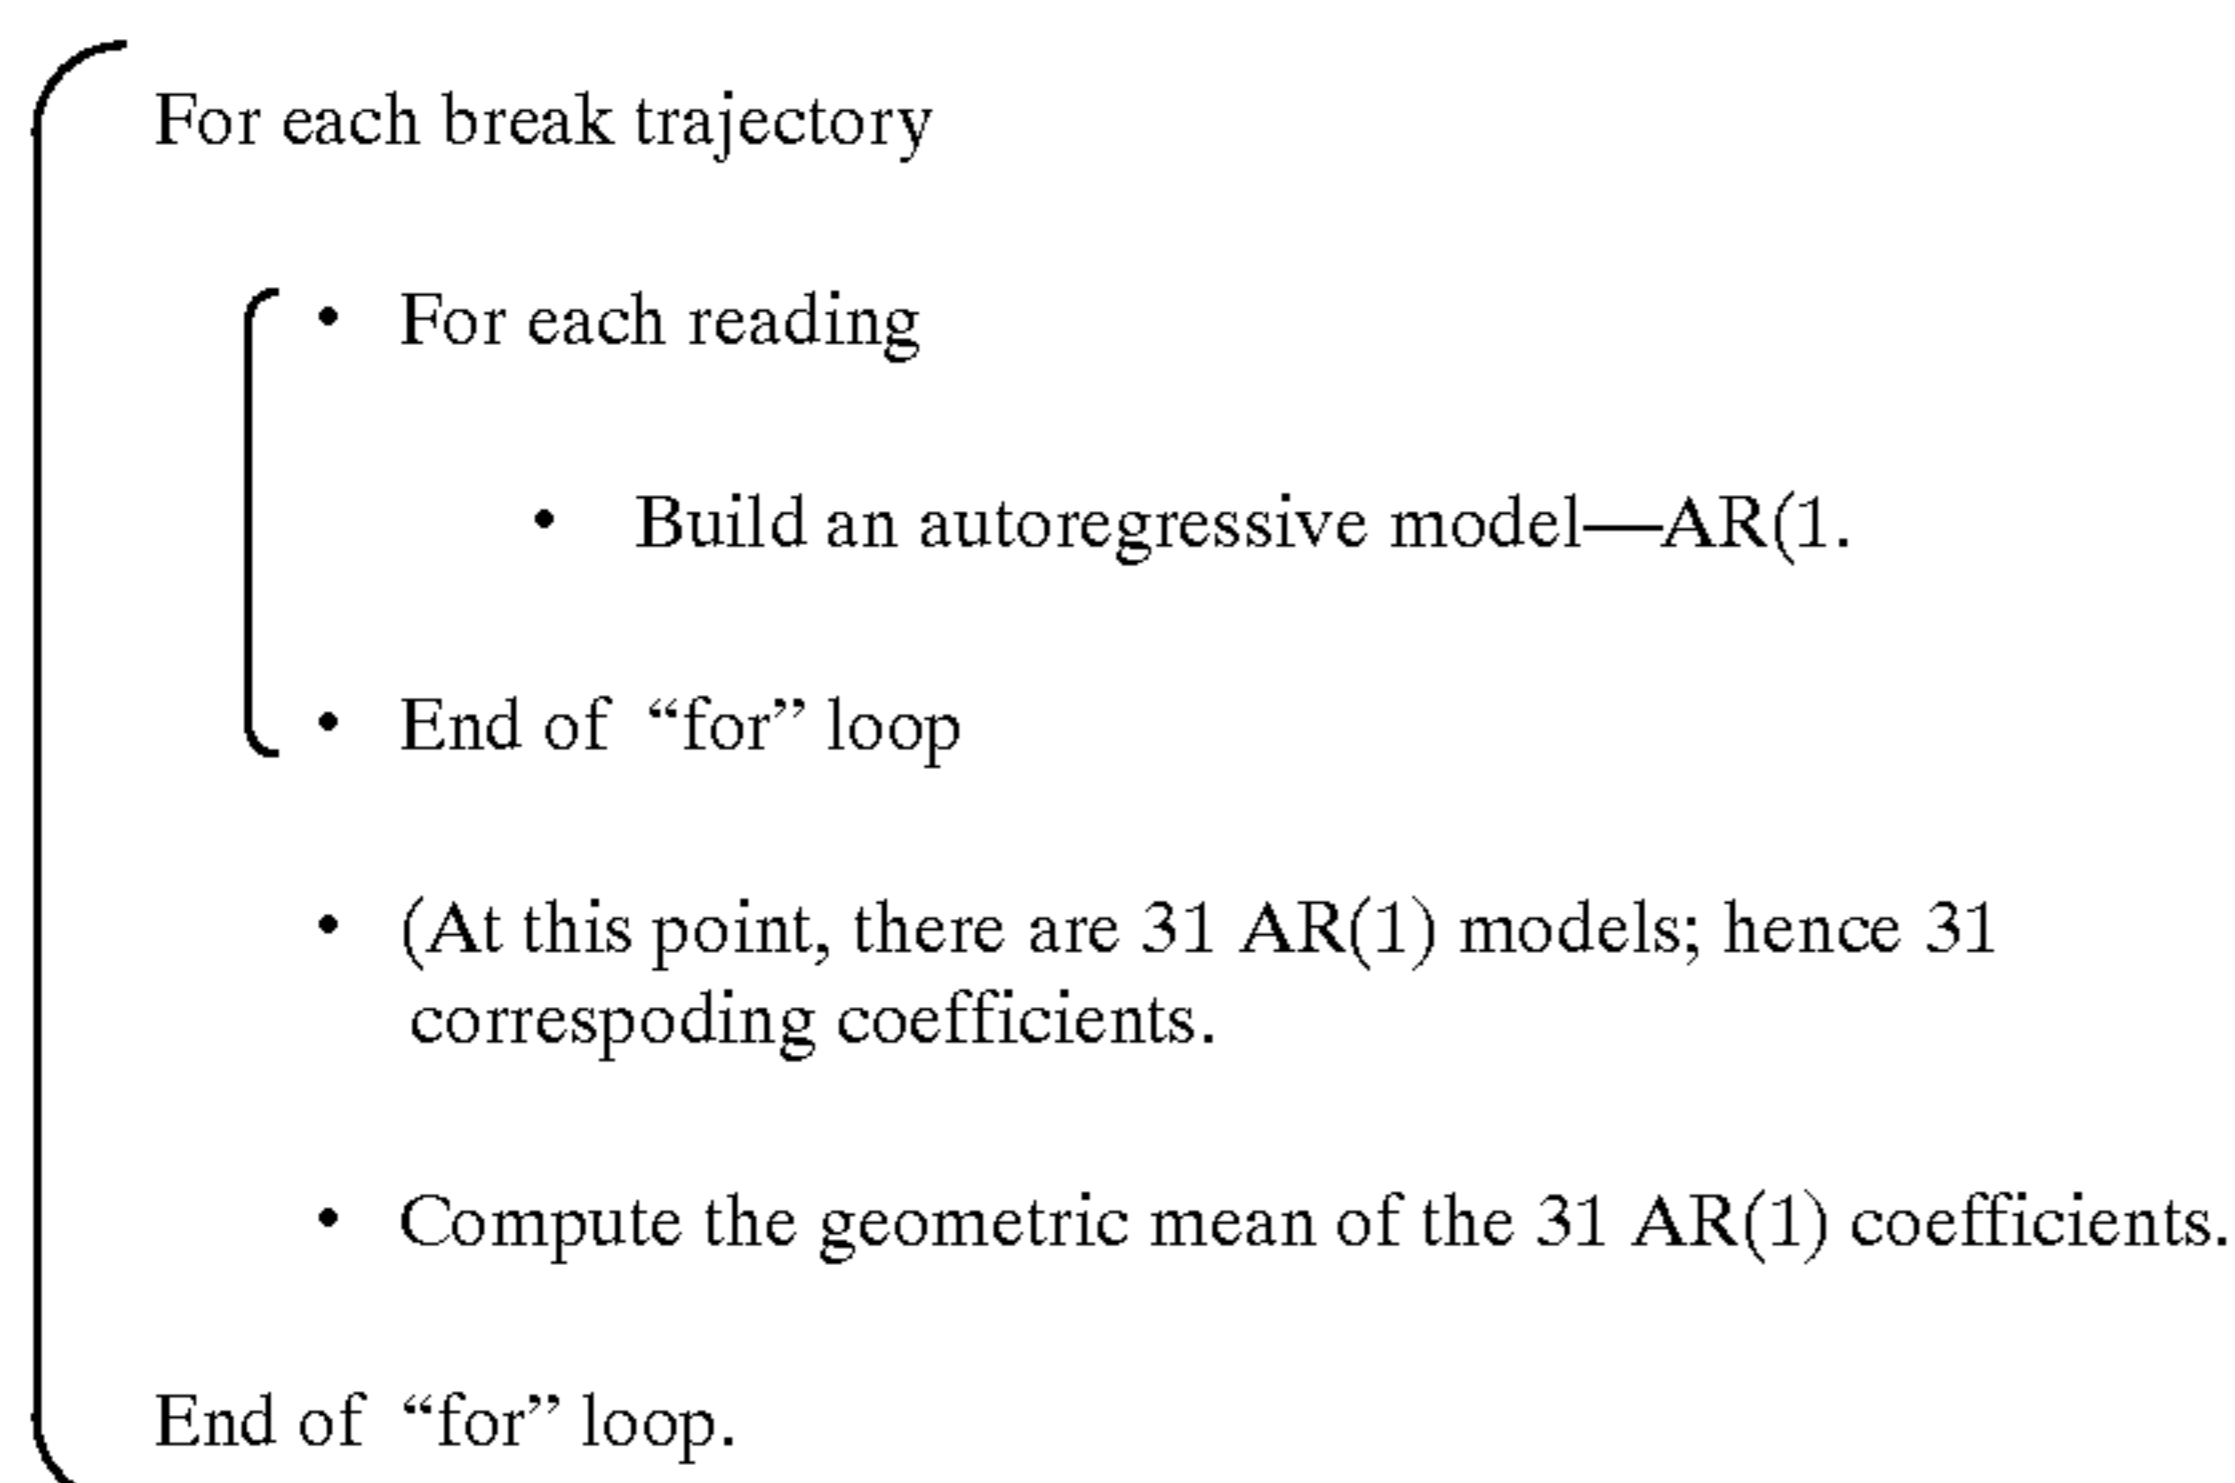 For each break trajectory
• For each reading
• Build an autoregressive model—AR(1.
• End of “for” loop
• (At this point, there are 31 AR(1) models; hence 31
correspoding coefficients.
• Compute the geometric mean of the 31 AR(1) coefficients.
End of “for” loop.